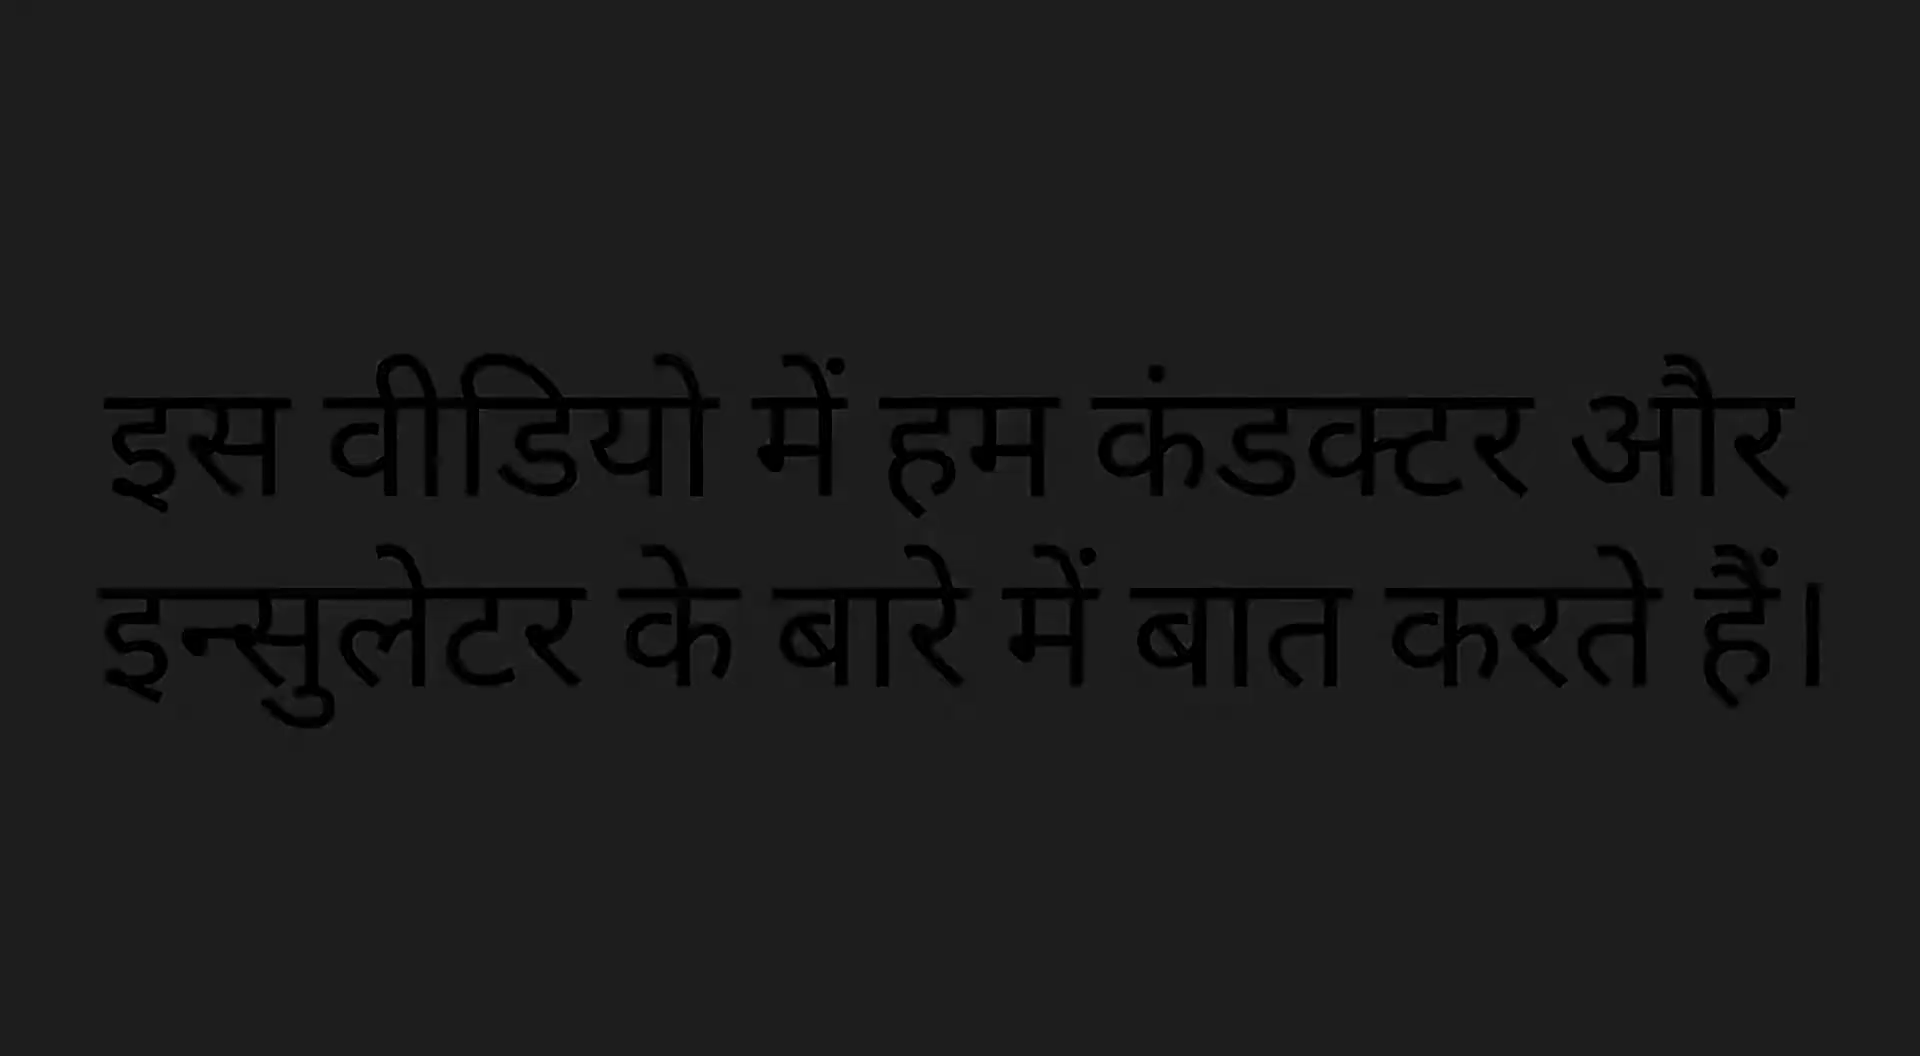 इस वीडियो में हम कंडक्टर और
इन्सुलेटर के बारे में बात करते हैं।